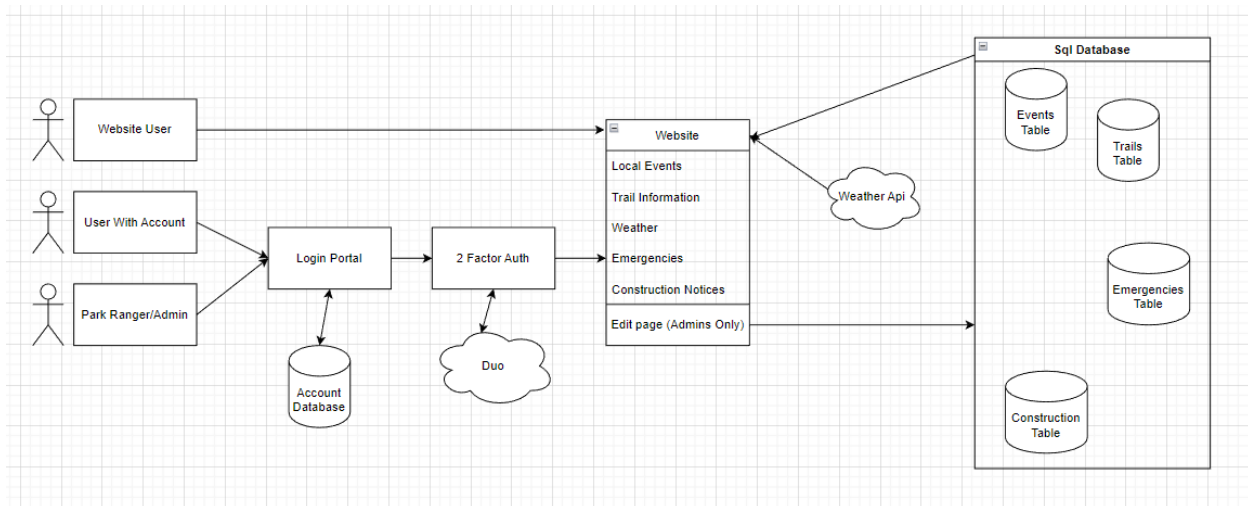 Website User
User With Account
Park Ranger/Admin
Login Portal
Account
Database
2 Factor Auth
Duo
Website
Local Events
Trail Information
Weather
Emergencies
Construction Notices
Edit page (Admins Only)
Weather Api
Sql Database
Events
Table
Trails
Table
Emergencies
Table
Construction
Table